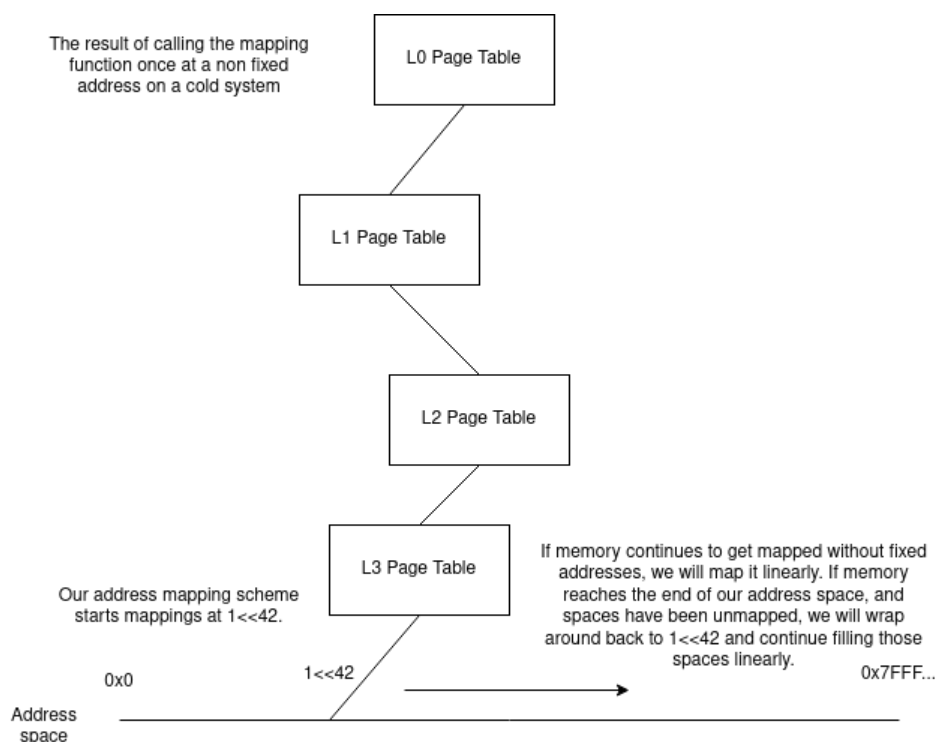 The result of calling the mapping
function once at a non fixed
address on a cold system
L0 Page Table
L1 Page Table
L2 Page Table
L3 Page Table
Our address mapping scheme
starts mappings at 1<<42.
If memory continues to get mapped without fixed
addresses, we will map it linearly. If memory
reaches the end of our address space, and
spaces have been unmapped, we will wrap
around back to 1<<42 and continue filling those
spaces linearly.
0x0
1<<42
0x7FFF...
Address
space